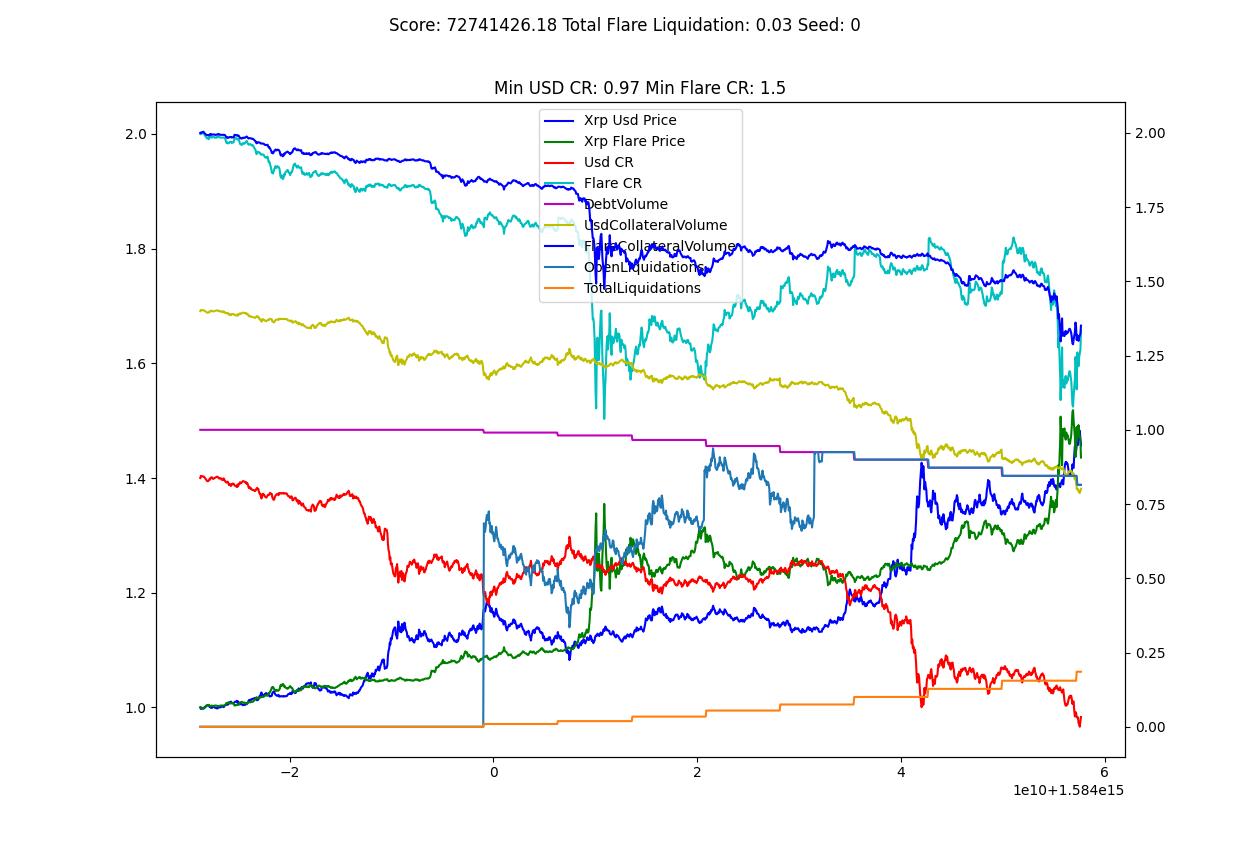 Score: 72741426.18 Total Flare Liquidation: 0.03 Seed: 0
Min USD CR: 0.97 Min Flare CR: 1.5
Xrp Usd Price
Xrp Flare Price
Usd CR
Flare CR
DebtVolume
UsdCollateralVolume
FlareCollateralVolume
OpenLiquidations
TotalLiquidations
2.0
1.8
1.6
1.4
1.2
1.0
2.00
1.75
1.50
1.25
1.00
0.75
0.50
0.25
0.00
−2
0
2
4
6
1e10+1.584e15